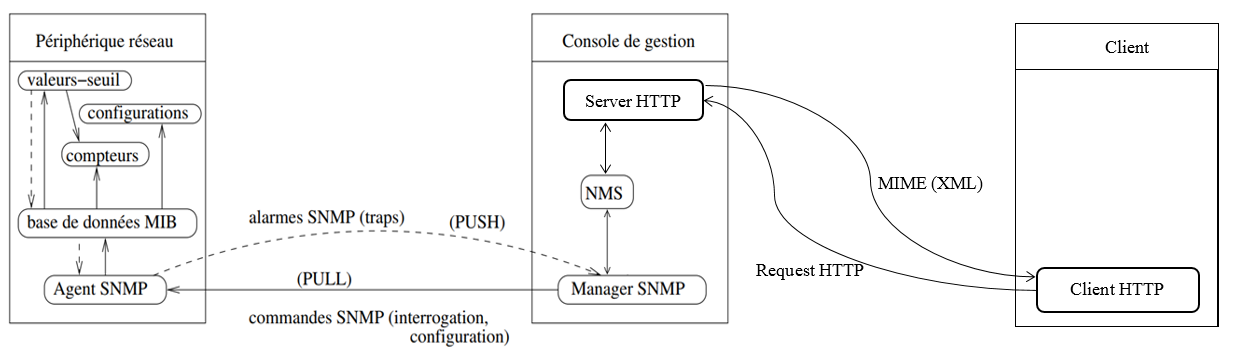 Périphérique réseau
valeurs−seuil
configurations
compteurs
base de données MIB
Agent SNMP
alarmes SNMP (traps)
(PUSH)
(PULL)
commandes SNMP (interrogation,
configuration)
Console de gestion
Server HTTP
NMS
Manager SNMP
MIME (XML)
Request HTTP
Client
Client HTTP